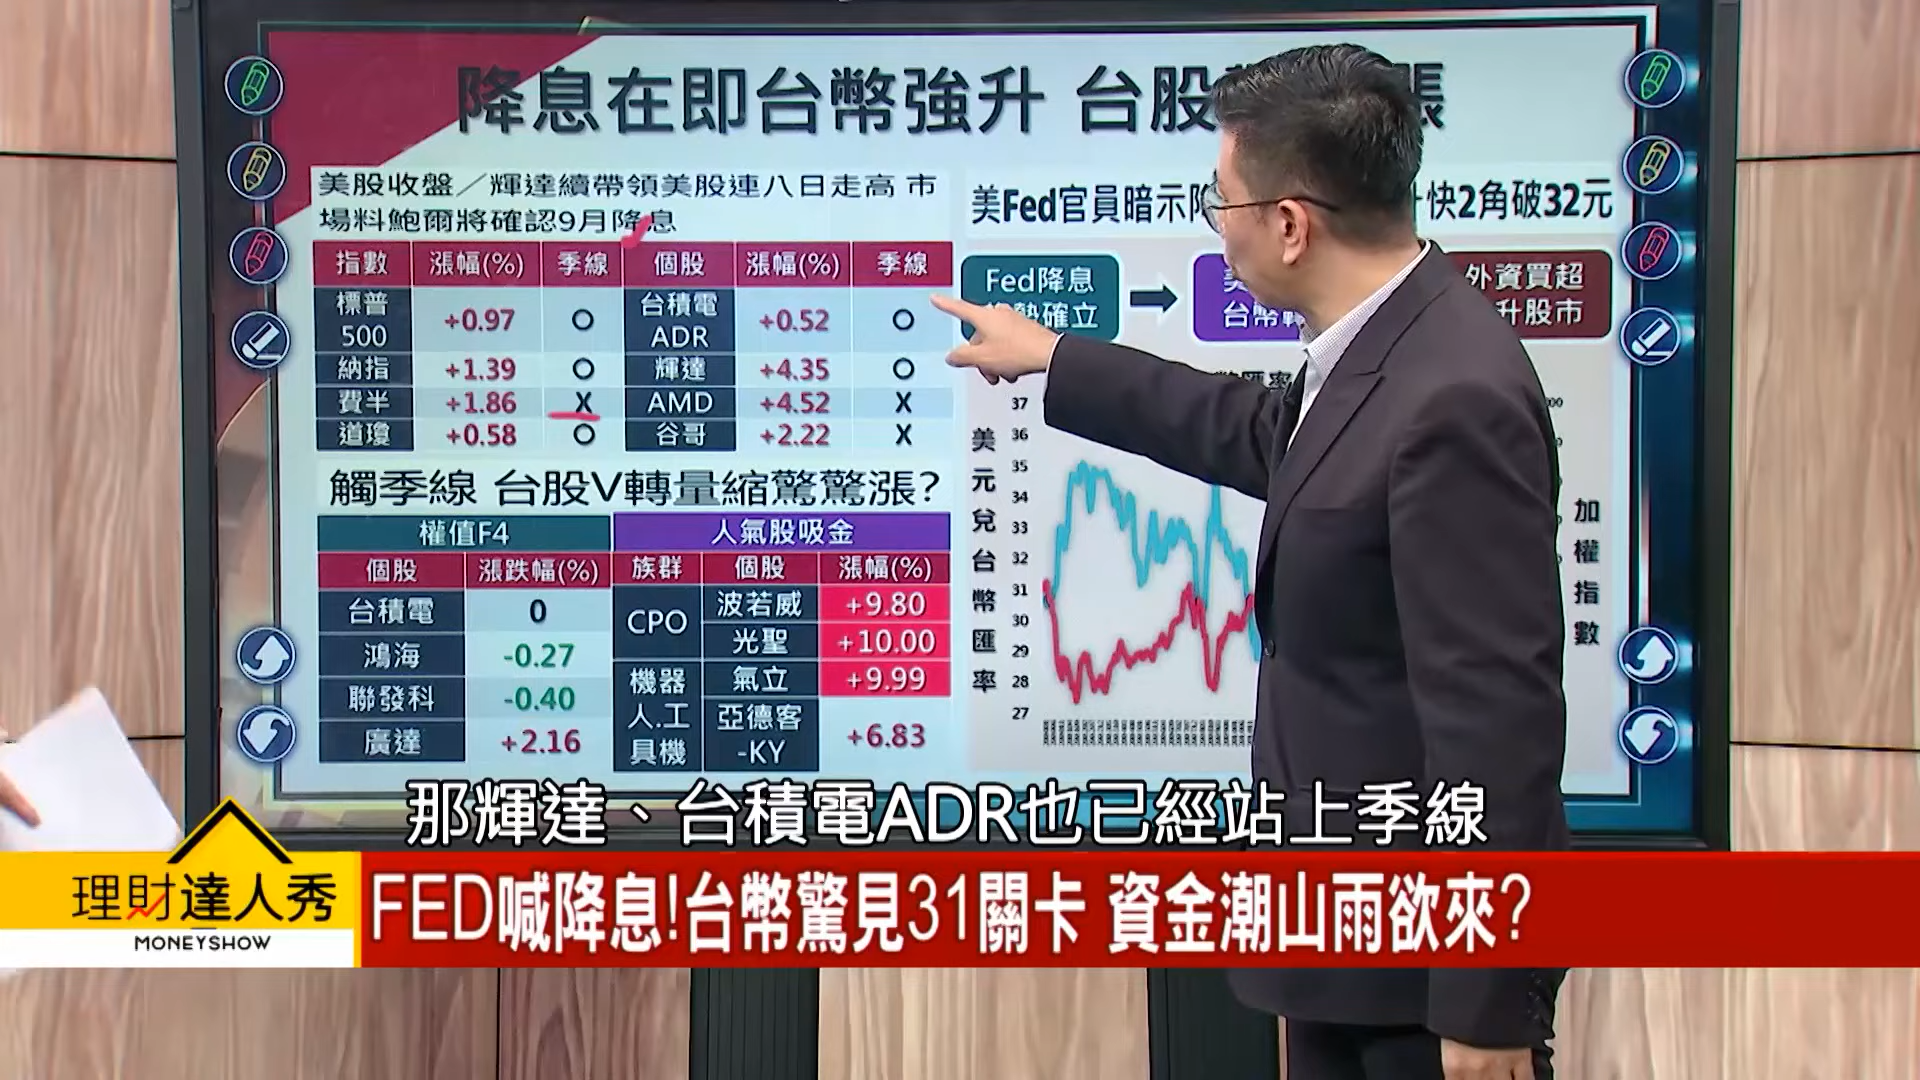 降息在即台幣強升 台股
美股收盤／輝達續帶領美股連八日走高 市
場料鮑爾將確認9月降息
指數 漲幅(%) 季線 個股 漲幅(%) 季線
標普500 +0.97 O 台積電ADR +0.52 O
納指 +1.39 O 輝達 +4.35 O
費半 +1.86 X AMD +4.52 X
道瓊 +0.58 O 谷哥 +2.22 X
觸季線 台股V轉量縮驚驚漲?
權值F4
個股 漲跌幅(%)
台積電 0
鴻海 -0.27
聯發科 -0.40
廣達 +2.16
人氣股吸金
族群 個股 漲幅(%)
CPO 波若威 +9.80
光聖 +10.00
機器人.工具機 氣立 +9.99
亞德客-KY +6.83
美Fed官員暗示降
快2角破32元
Fed降息
確立
台幣
外資買超
升股市
美元兌台幣匯率
37
36
35
34
33
32
31
30
29
28
27
加權指數
那輝達、台積電ADR也已經站上季線
理財達人秀
MONEYSHOW
FED喊降息!台幣驚見31關卡 資金潮山雨欲來?